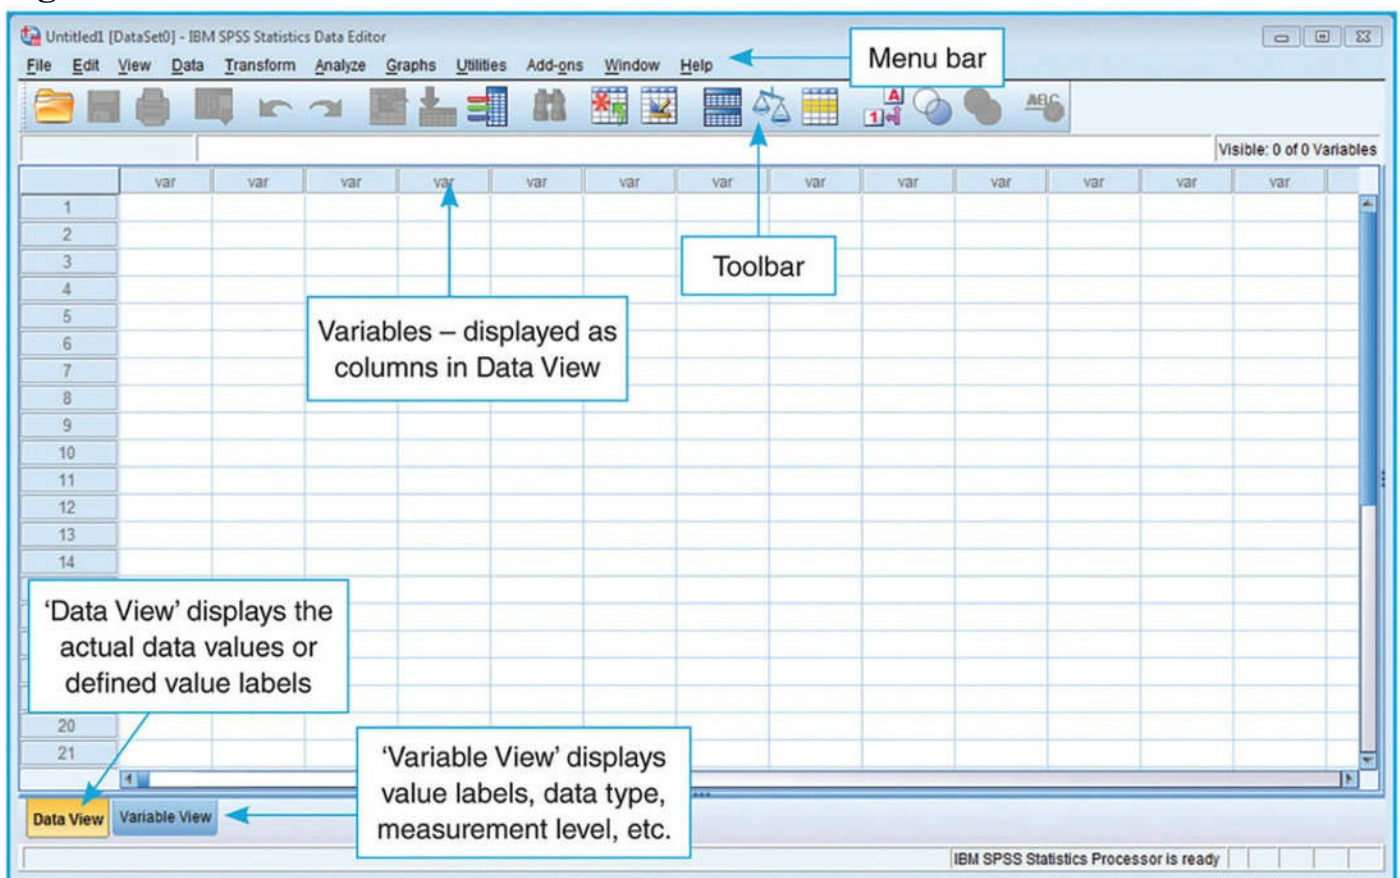 Untitled1 [DataSet0] - IBM SPSS Statistics Data Editor
File Edit View Data Transform Analyze Graphs Utilities Add-ons Window Help
Menu bar
A
1
ABC
Visible: 0 of 0 Variables
var var var var var var var var var var var var var
1
2
3
Toolbar
4
5
Variables – displayed as
columns in Data View
6
7
8
9
10
11
12
13
14
‘Data View’ displays the
actual data values or
defined value labels
20
21
‘Variable View’ displays
value labels, data type,
measurement level, etc.
Data View Variable View
IBM SPSS Statistics Processor is ready